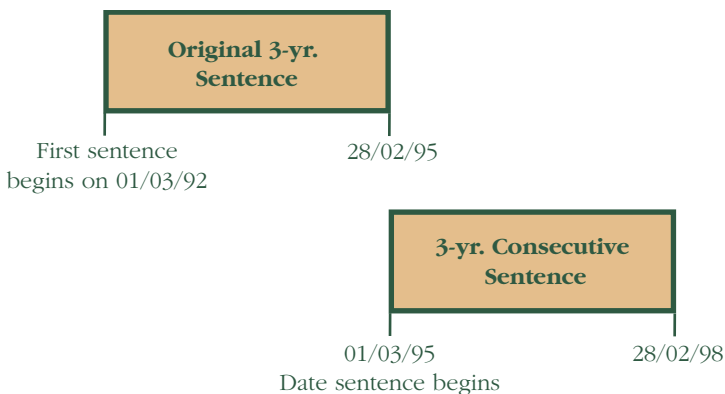 Original 3-yr.
Sentence
First sentence
begins on 01/03/92
28/02/95
3-yr. Consecutive
Sentence
01/03/95
Date sentence begins
28/02/98